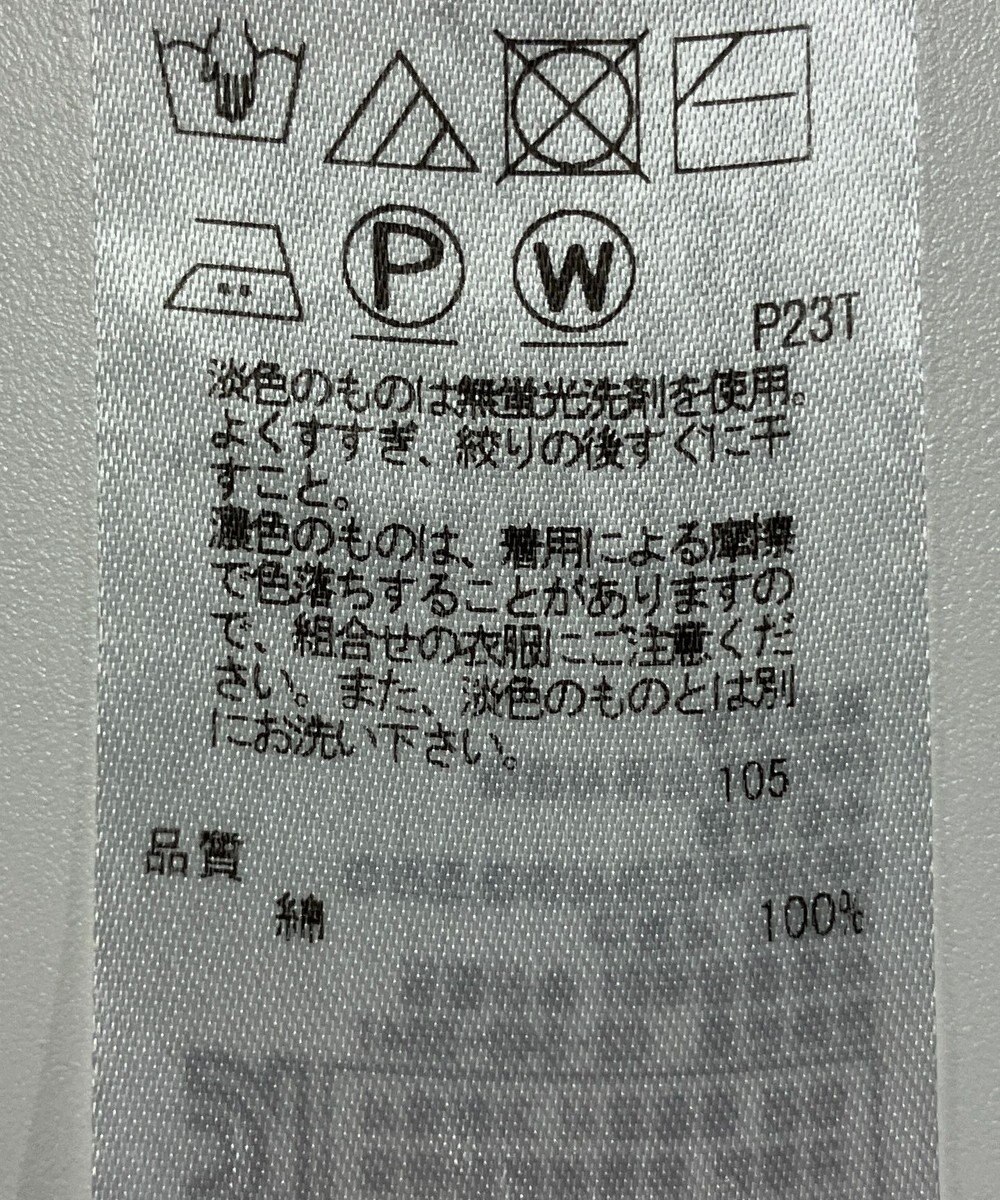 P W
P23T
淡色のものは無蛍光洗剤を使用。
よくすすぎ、絞りの後すぐに干
すこと。
濃色のものは、着用による摩擦
で色落ちすることがありますの
で、組合せの衣服にご注意くだ
さい。また、淡色のものとは別
にお洗い下さい。
105
品質
綿 100%